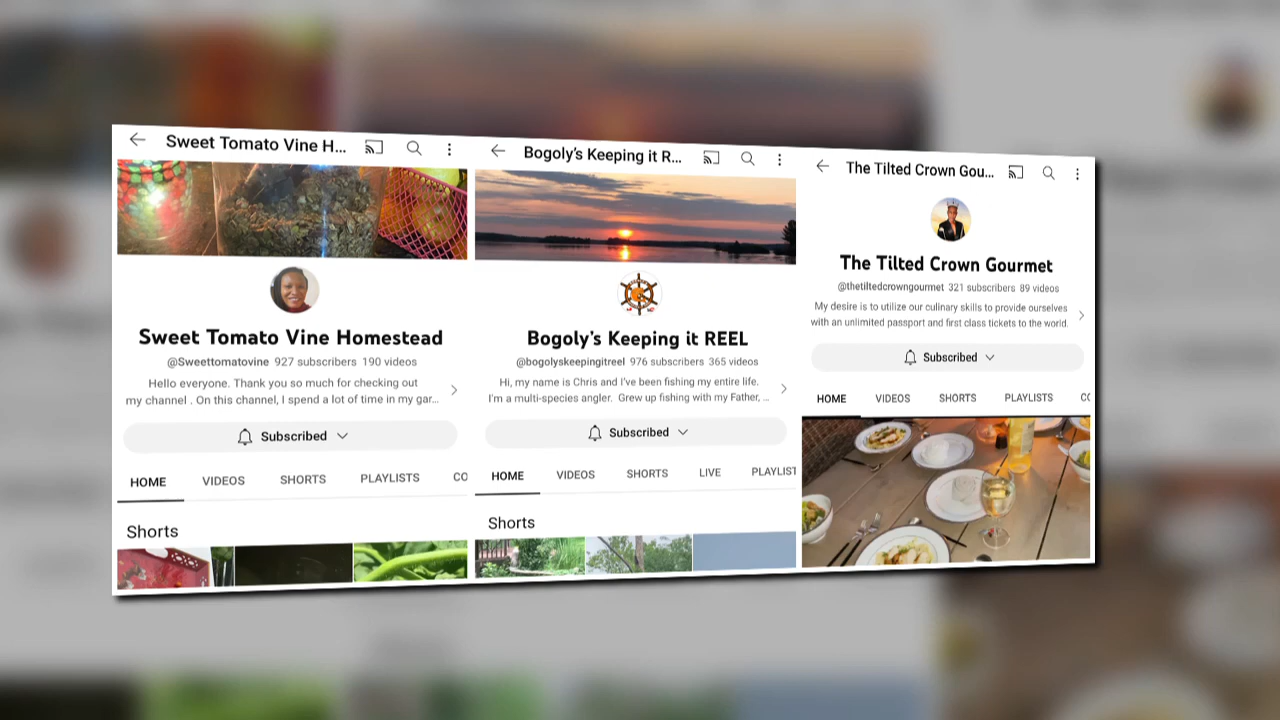 Sweet Tomato Vine H...
Sweet Tomato Vine Homestead
@Sweettomatovine 927 subscribers 190 videos
Hello everyone. Thank you so much for checking out
my channel . On this channel, I spend a lot of time in my gar...
Subscribed
HOME VIDEOS SHORTS PLAYLISTS CO
Shorts
Bogoly's Keeping it R...
Bogoly's Keeping it REEL
@bogolyskeepingitreel 976 subscribers 365 videos
Hi, my name is Chris and I've been fishing my entire life.
I'm a multi-species angler. Grew up fishing with my Father, ...
Subscribed
HOME VIDEOS SHORTS LIVE PLAYLIST
Shorts
The Tilted Crown Gou...
The Tilted Crown Gourmet
@thetiltedcrowngourmet 321 subscribers 89 videos
My desire is to utilize our culinary skills to provide ourselves
with an unlimited passport and first class tickets to the world.
Subscribed
HOME VIDEOS SHORTS PLAYLISTS CO